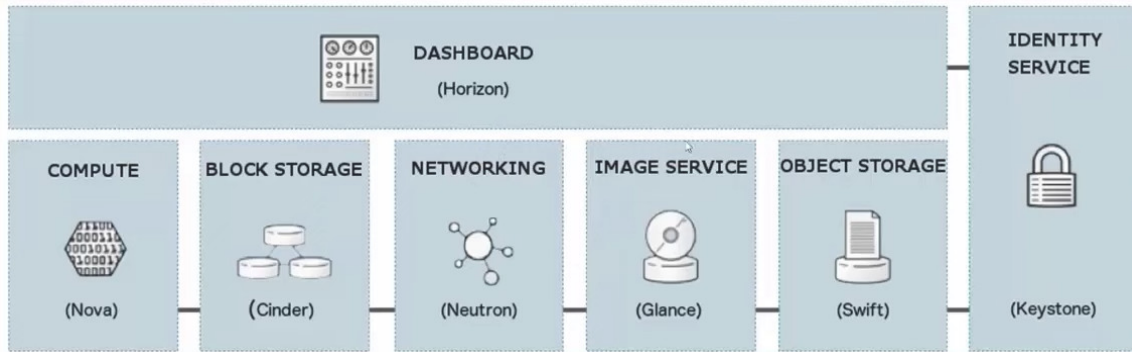 DASHBOARD
(Horizon)
IDENTITY
SERVICE
COMPUTE
BLOCK STORAGE
NETWORKING
IMAGE SERVICE
OBJECT STORAGE
(Nova)
(Cinder)
(Neutron)
(Glance)
(Swift)
(Keystone)